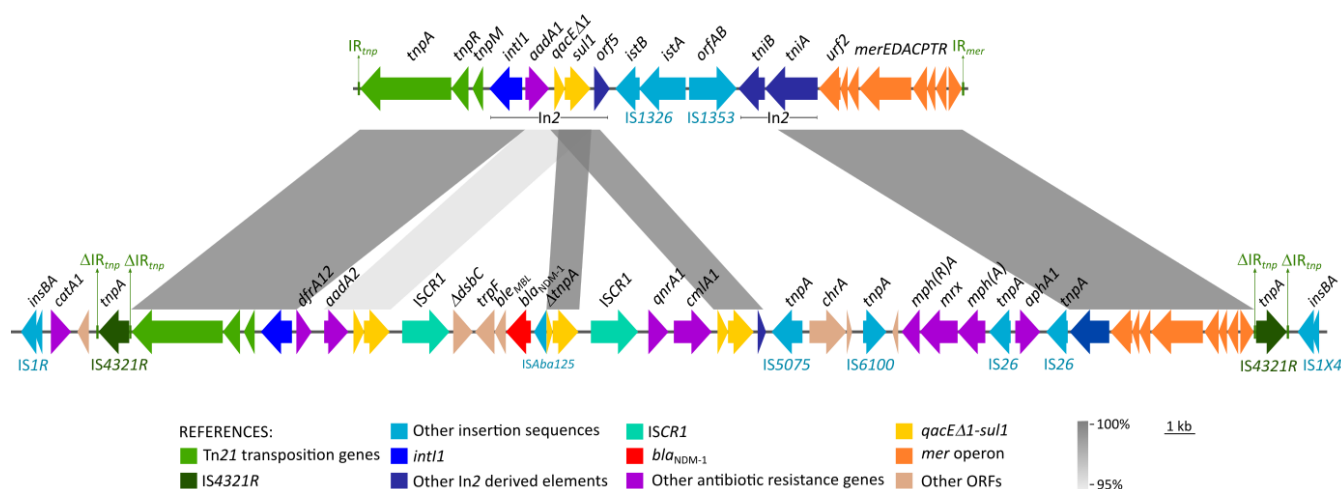 IRtnp tnpA tnpR tnpM intI1 aadA1 qacEΔ1 sul1 orf5 istB istA orfAB tniB tniA urf2 merEDACPTR IRmer
In2 IS1326 IS1353 In2
insBA catA1 ΔIRtnp tnpA ΔIRtnp dfrA12 aadA2 ISCR1 ΔdsbC trpF bleMBL blaNDM-1 ΔtnpA ISCR1 qnrA1 cmlA1 tnpA chrA tnpA mph(R)A mrx mph(A) tnpA aphA1 tnpA ΔIRtnp tnpA ΔIRtnp insBA
IS1R IS4321R ISAba125 IS5075 IS6100 IS26 IS26 IS4321R IS1X4
REFERENCES:
Tn21 transposition genes
IS4321R
Other insertion sequences
intI1
Other In2 derived elements
ISCR1
blaNDM-1
Other antibiotic resistance genes
qacEΔ1-sul1
mer operon
Other ORFs
100%
95%
1 kb